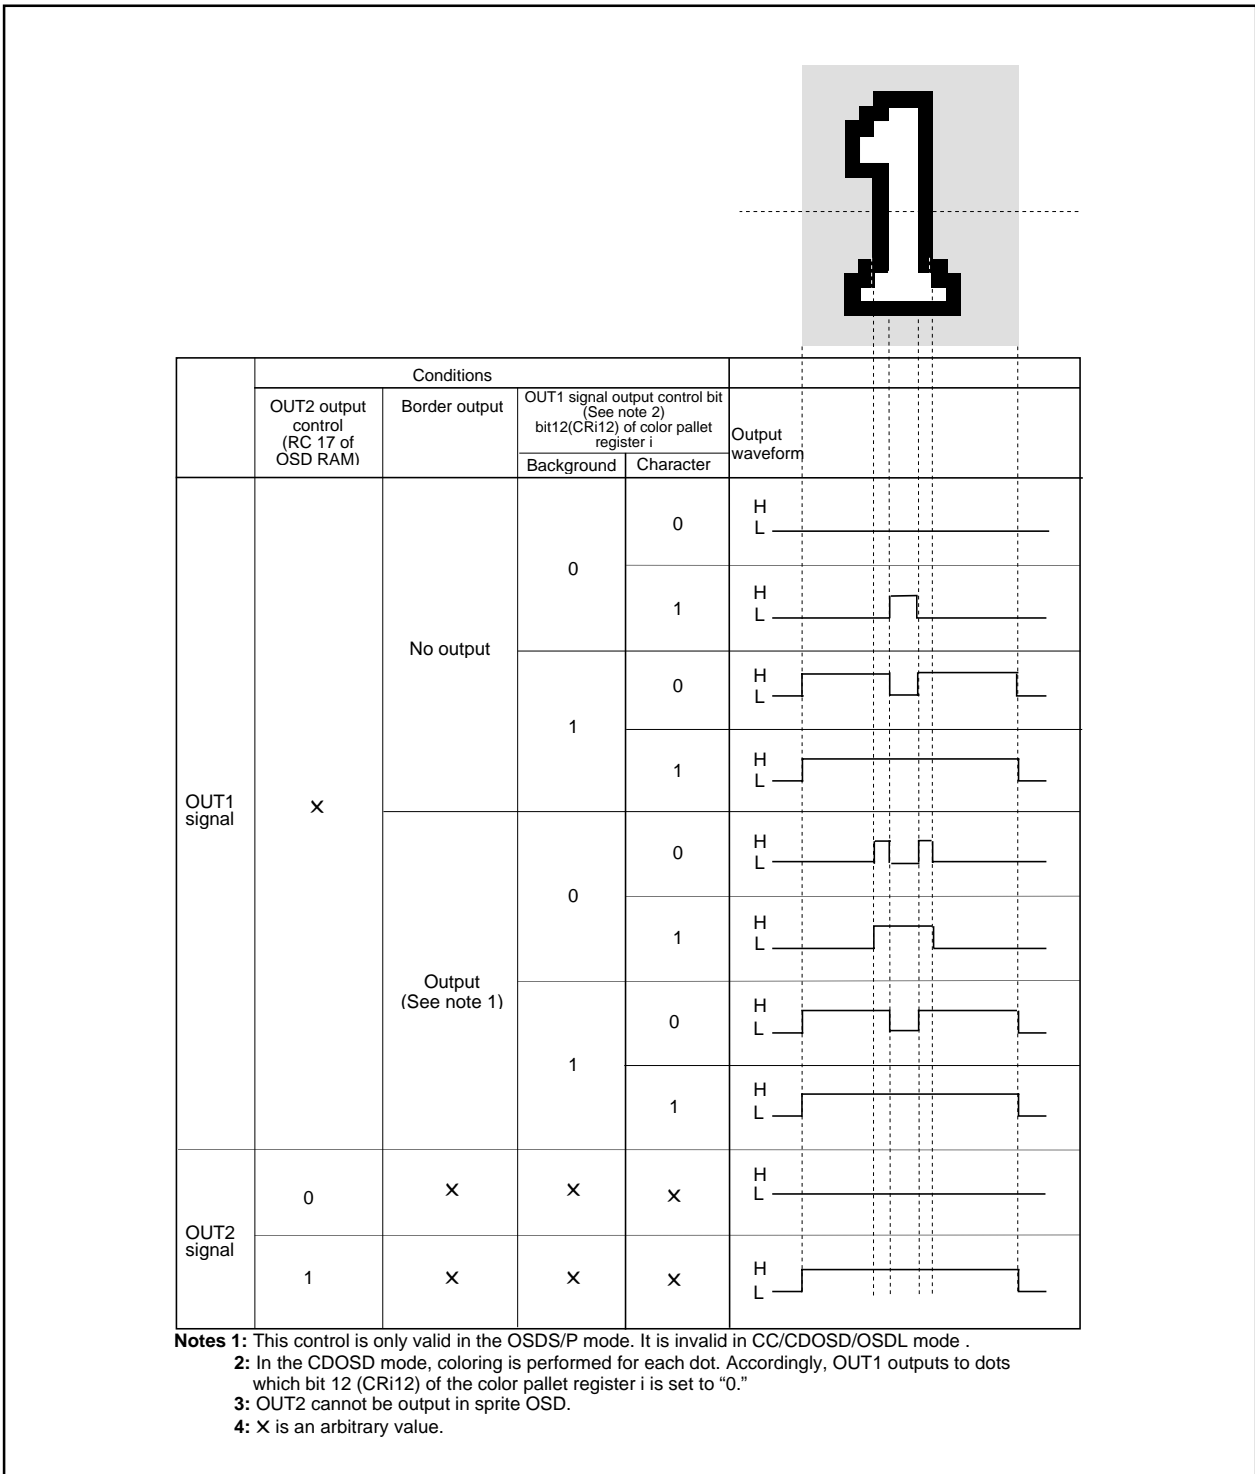 Conditions
OUT2 output
control
(RC 17 of
OSD RAM)
Border output
OUT1 signal output control bit
(See note 2)
bit12(CRi12) of color pallet
register i
Background
Character
Output
waveform
OUT1
signal
X
No output
0
0
H
L
1
H
L
1
0
H
L
1
H
L
Output
(See note 1)
0
0
H
L
1
H
L
1
0
H
L
1
H
L
OUT2
signal
0
X
X
X
H
L
1
X
X
X
H
L
Notes 1: This control is only valid in the OSDS/P mode. It is invalid in CC/CDOSD/OSDL mode .
2: In the CDOSD mode, coloring is performed for each dot. Accordingly, OUT1 outputs to dots
which bit 12 (CRi12) of the color pallet register i is set to “0.”
3: OUT2 cannot be output in sprite OSD.
4: X is an arbitrary value.